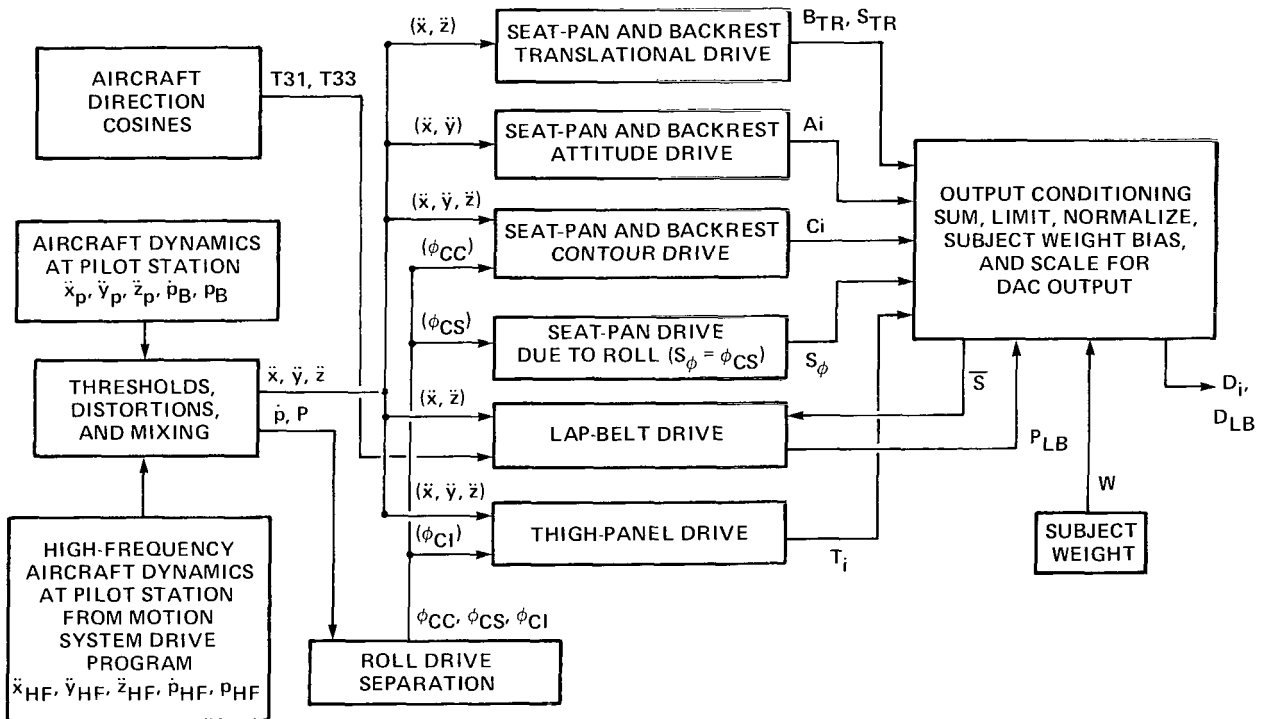 AIRCRAFT
DIRECTION
COSINES
T31, T33
AIRCRAFT DYNAMICS
AT PILOT STATION
ẍp, ÿp, z̈p, ṗB, pB
THRESHOLDS,
DISTORTIONS,
AND MIXING
ẍ, ÿ, z̈
ṗ, P
HIGH-FREQUENCY
AIRCRAFT DYNAMICS
AT PILOT STATION
FROM MOTION
SYSTEM DRIVE
PROGRAM
ẍHF, ÿHF, z̈HF, ṗHF, pHF
ROLL DRIVE
SEPARATION
ϕCC, ϕCS, ϕCI
(ẍ, z̈)
SEAT-PAN AND BACKREST
TRANSLATIONAL DRIVE
BTR, STR
(ẍ, ÿ)
SEAT-PAN AND BACKREST
ATTITUDE DRIVE
Ai
(ẍ, ÿ, z̈)
(ϕCC)
SEAT-PAN AND BACKREST
CONTOUR DRIVE
Ci
(ϕCS)
SEAT-PAN DRIVE
DUE TO ROLL (Sϕ = ϕCS)
Sϕ
(ẍ, z̈)
LAP-BELT DRIVE
S̅
PLB
(ẍ, ÿ, z̈)
(ϕCI)
THIGH-PANEL DRIVE
Ti
OUTPUT CONDITIONING
SUM, LIMIT, NORMALIZE,
SUBJECT WEIGHT BIAS,
AND SCALE FOR
DAC OUTPUT
Di,
DLB
W
SUBJECT
WEIGHT